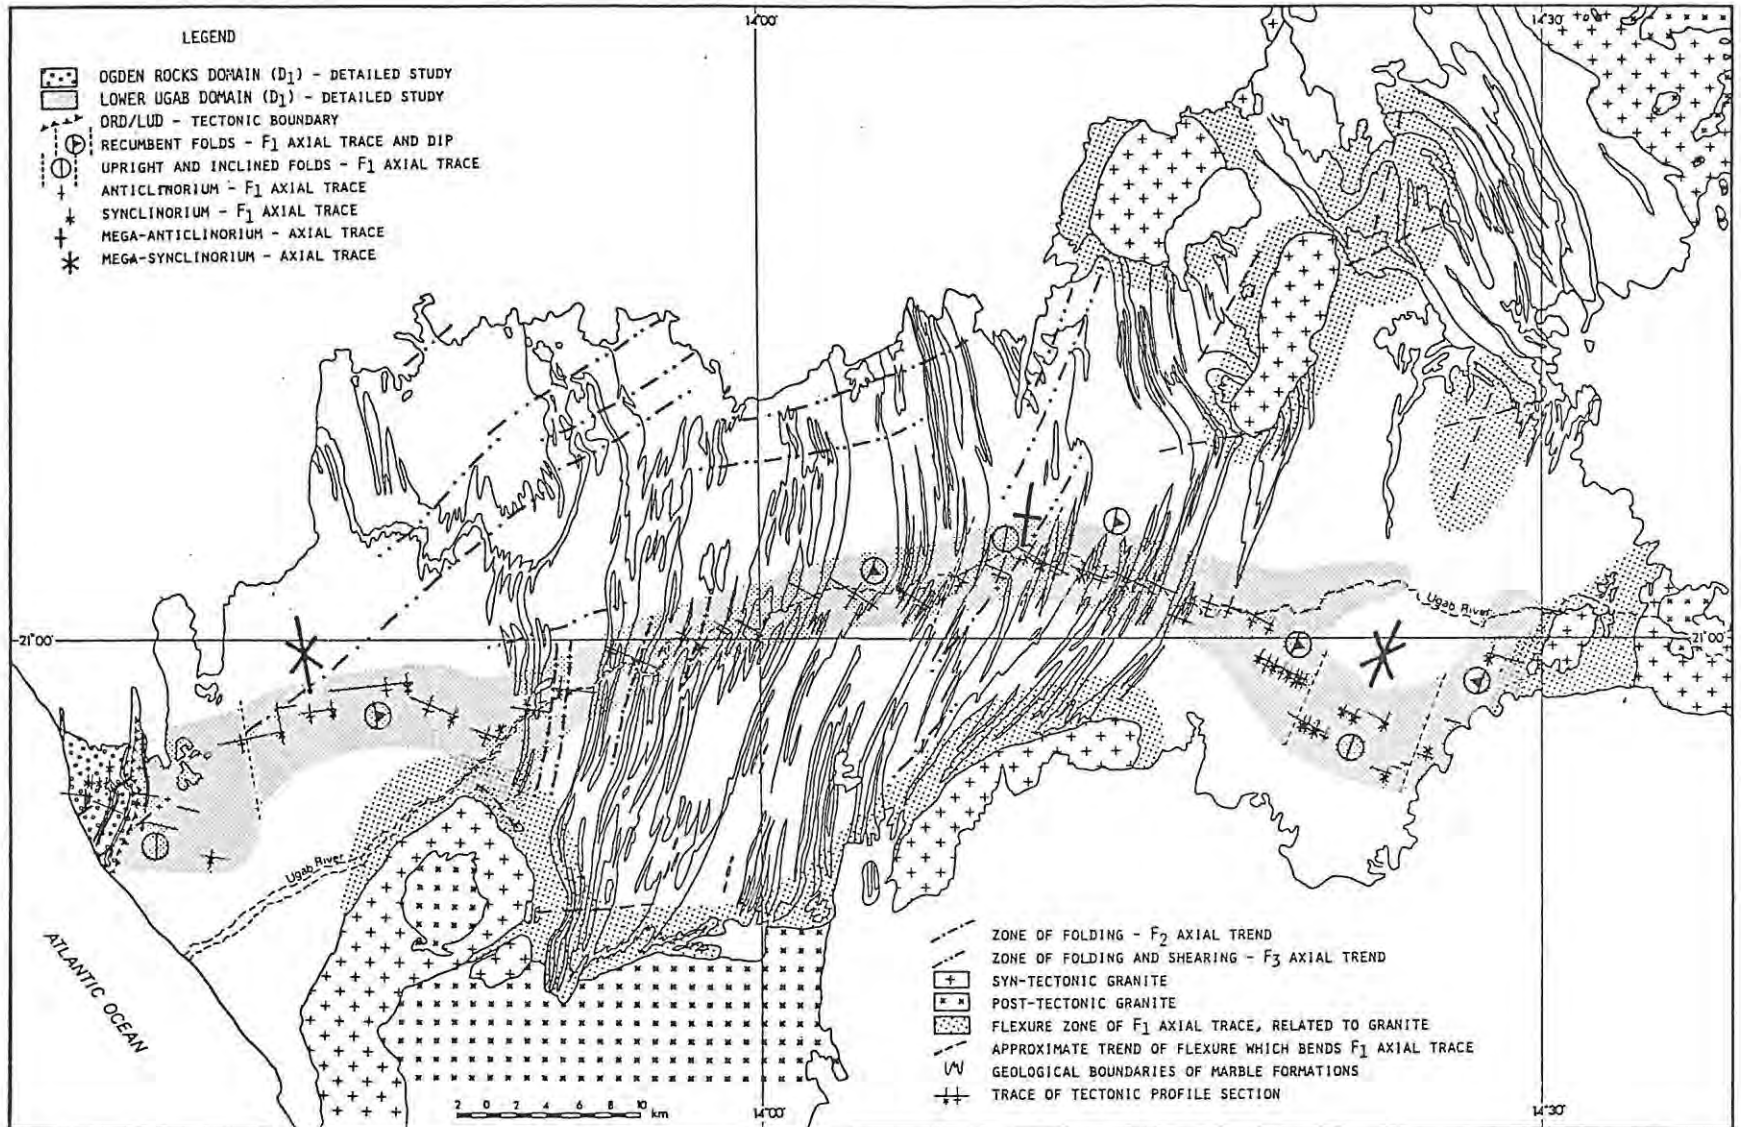 14°00'
14°30'
LEGEND
OGDEN ROCKS DOMAIN (D1) - DETAILED STUDY
LOWER UGAB DOMAIN (D1) - DETAILED STUDY
ORD/LUD - TECTONIC BOUNDARY
RECUMBENT FOLDS - F1 AXIAL TRACE AND DIP
UPRIGHT AND INCLINED FOLDS - F1 AXIAL TRACE
ANTICLINORIUM - F1 AXIAL TRACE
SYNCLINORIUM - F1 AXIAL TRACE
MEGA-ANTICLINORIUM - AXIAL TRACE
MEGA-SYNCLINORIUM - AXIAL TRACE
Ugab River
21°00'
21°00'
Ugab River
ATLANTIC OCEAN
ZONE OF FOLDING - F2 AXIAL TREND
ZONE OF FOLDING AND SHEARING - F3 AXIAL TREND
SYN-TECTONIC GRANITE
POST-TECTONIC GRANITE
FLEXURE ZONE OF F1 AXIAL TRACE, RELATED TO GRANITE
APPROXIMATE TREND OF FLEXURE WHICH BENDS F1 AXIAL TRACE
GEOLOGICAL BOUNDARIES OF MARBLE FORMATIONS
TRACE OF TECTONIC PROFILE SECTION
2 0 2 4 6 8 10 km
14°00'
14°30'